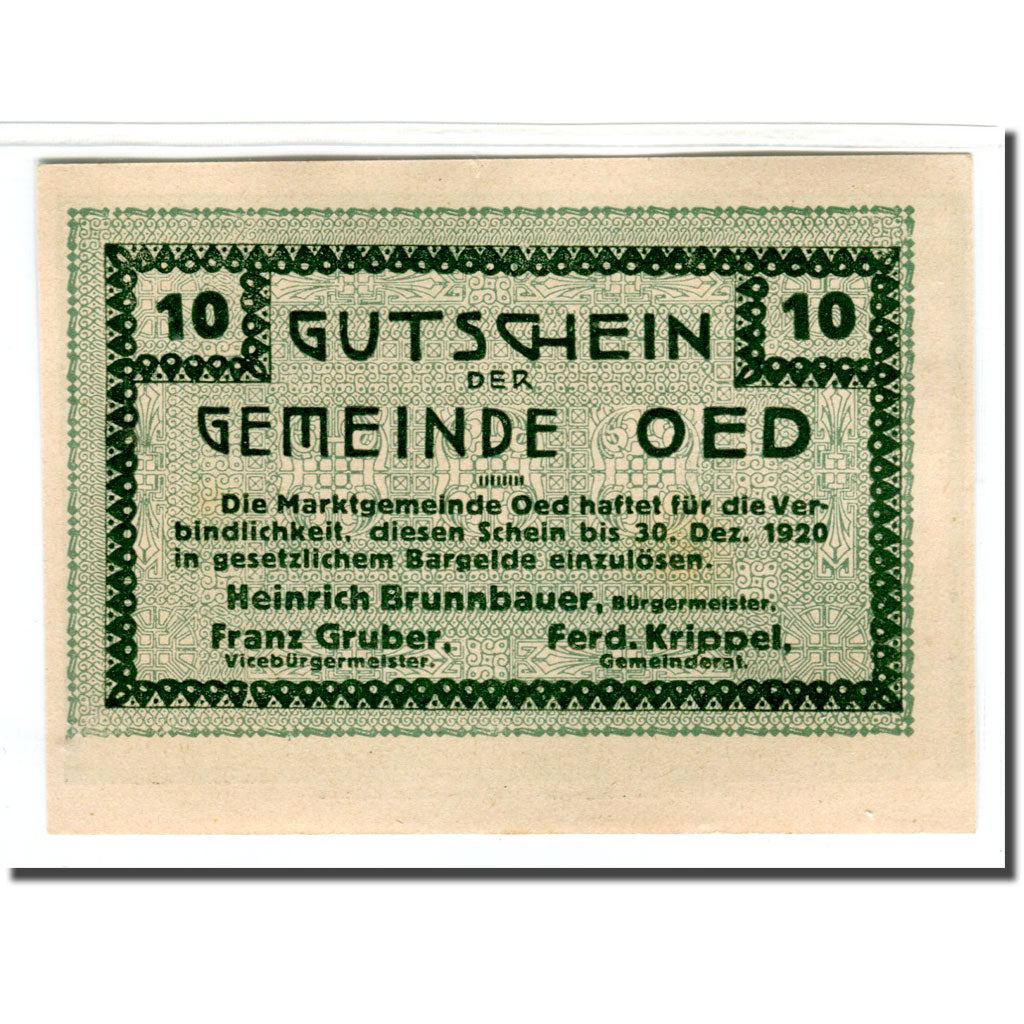 10 GUTSCHEIN 10
DER
GEMEINDE OED
Die Marktgemeinde Oed haftet für die Ver-
bindlichkeit, diesen Schein bis 30. Dez. 1920
in gesetzlichem Bargelde einzulösen.
Heinrich Brunnbauer, Bürgermeister.
Franz Gruber, Ferd. Krippel,
Vicebürgermeister. Gemeinderat.